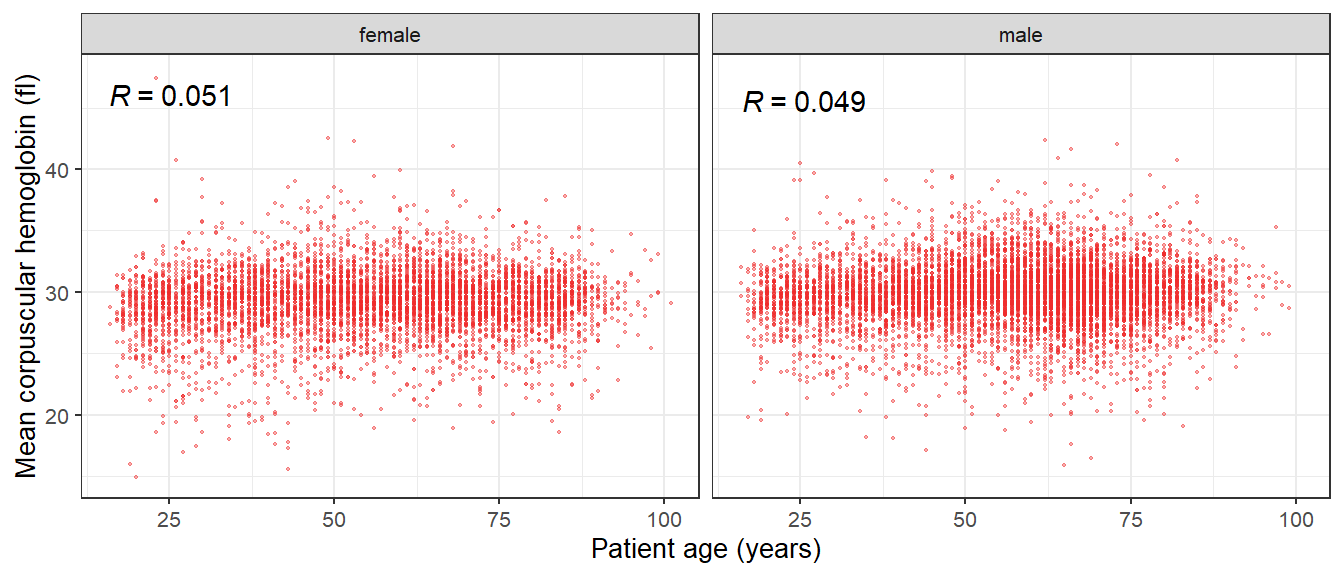 female
male
R = 0.051
R = 0.049
Mean corpuscular hemoglobin (fl)
40
30
20
25
50
75
100
25
50
75
100
Patient age (years)